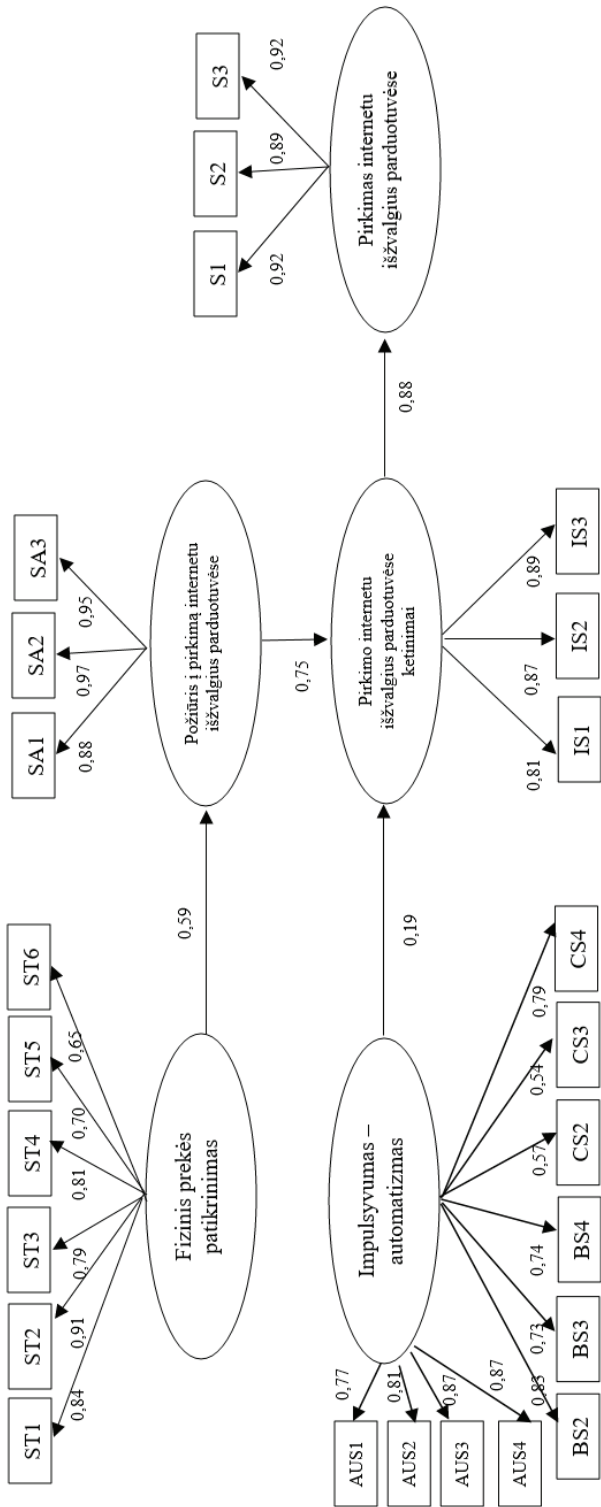 ST1
ST2
ST3
ST4
ST5
ST6
0,84
0,91
0,79
0,81
0,70
0,65
Fizinis prekės
patikrinimas
0,59
SA1
SA2
SA3
0,88
0,97
0,95
Požiūris į pirkimą internetu
išžvalgius parduotuvėse
0,75
S1
S2
S3
0,92
0,89
0,92
Pirkimas internetu
išžvalgius parduotuvėse
0,88
Pirkimo internetu
išžvalgius parduotuvėse
ketinimai
0,81
0,87
0,89
IS1
IS2
IS3
0,19
Impulsyvumas –
automatizmas
0,77
0,81
0,87
0,87
AUS1
AUS2
AUS3
AUS4
0,83
0,73
0,74
0,57
0,54
0,79
BS2
BS3
BS4
CS2
CS3
CS4